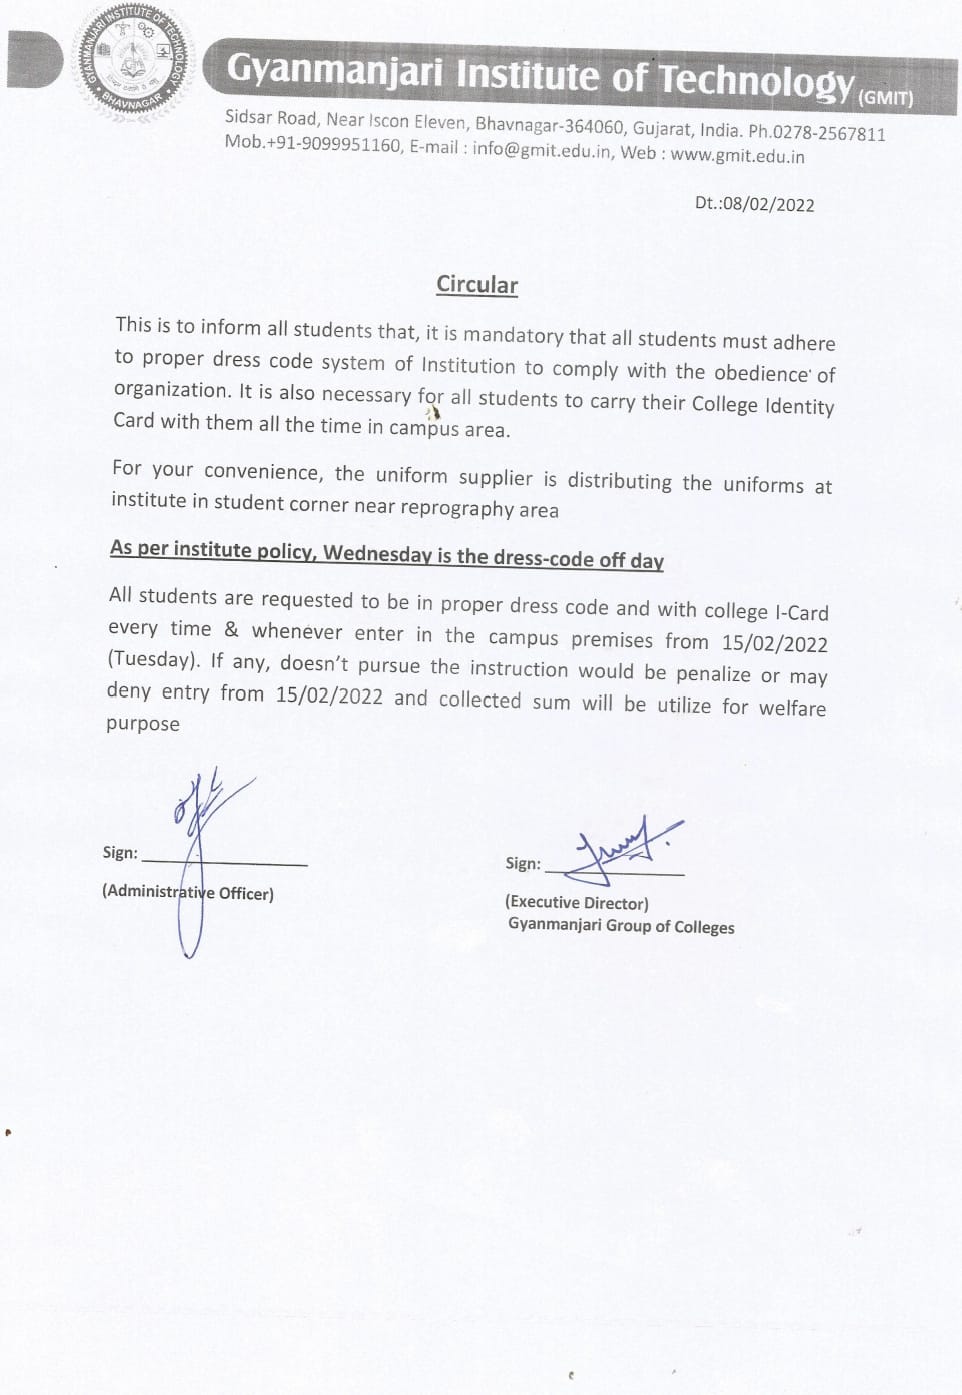 GYANMANJARI INSTITUTE OF TECHNOLOGY
BHAVNAGAR
Gyanmanjari Institute of Technology (GMIT)
Sidsar Road, Near Iscon Eleven, Bhavnagar-364060, Gujarat, India. Ph.0278-2567811
Mob.+91-9099951160, E-mail : info@gmit.edu.in, Web : www.gmit.edu.in
Dt.:08/02/2022
Circular
This is to inform all students that, it is mandatory that all students must adhere
to proper dress code system of Institution to comply with the obedience of
organization. It is also necessary for all students to carry their College Identity
Card with them all the time in campus area.
For your convenience, the uniform supplier is distributing the uniforms at
institute in student corner near reprography area
As per institute policy, Wednesday is the dress-code off day
All students are requested to be in proper dress code and with college I-Card
every time & whenever enter in the campus premises from 15/02/2022
(Tuesday). If any, doesn’t pursue the instruction would be penalize or may
deny entry from 15/02/2022 and collected sum will be utilize for welfare
purpose
Sign:
(Administrative Officer)
Sign:
(Executive Director)
Gyanmanjari Group of Colleges